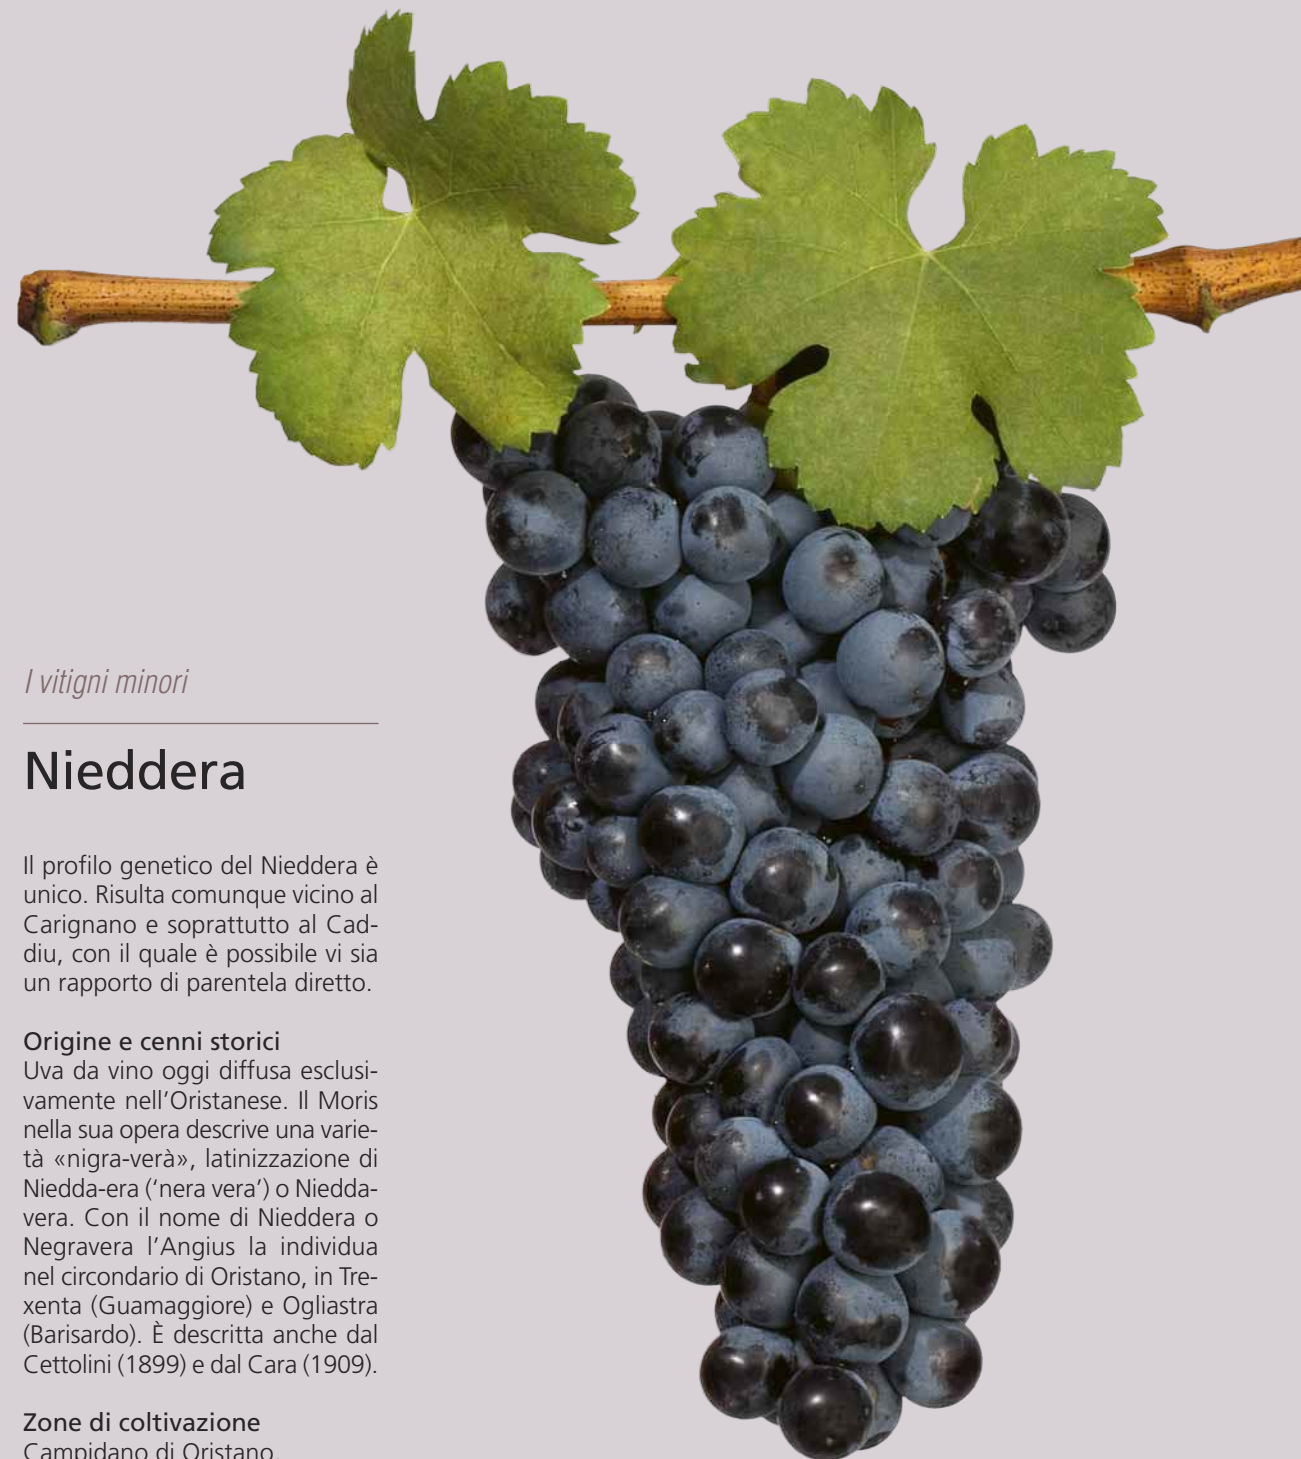 I vitigni minori
Nieddera
Il profilo genetico del Nieddera è
unico. Risulta comunque vicino al
Carignano e soprattutto al Cad-
diu, con il quale è possibile vi sia
un rapporto di parentela diretto.
Origine e cenni storici
Uva da vino oggi diffusa esclusi-
vamente nell’Oristanese. Il Moris
nella sua opera descrive una varie-
tà «nigra-verà», latinizzazione di
Niedda-era (‘nera vera’) o Niedda-
vera. Con il nome di Nieddera o
Negravera l’Angius la individua
nel circondario di Oristano, in Tre-
xenta (Guamaggiore) e Ogliastra
(Barisardo). È descritta anche dal
Cettolini (1899) e dal Cara (1909).
Zone di coltivazione
Campidano di Oristano.